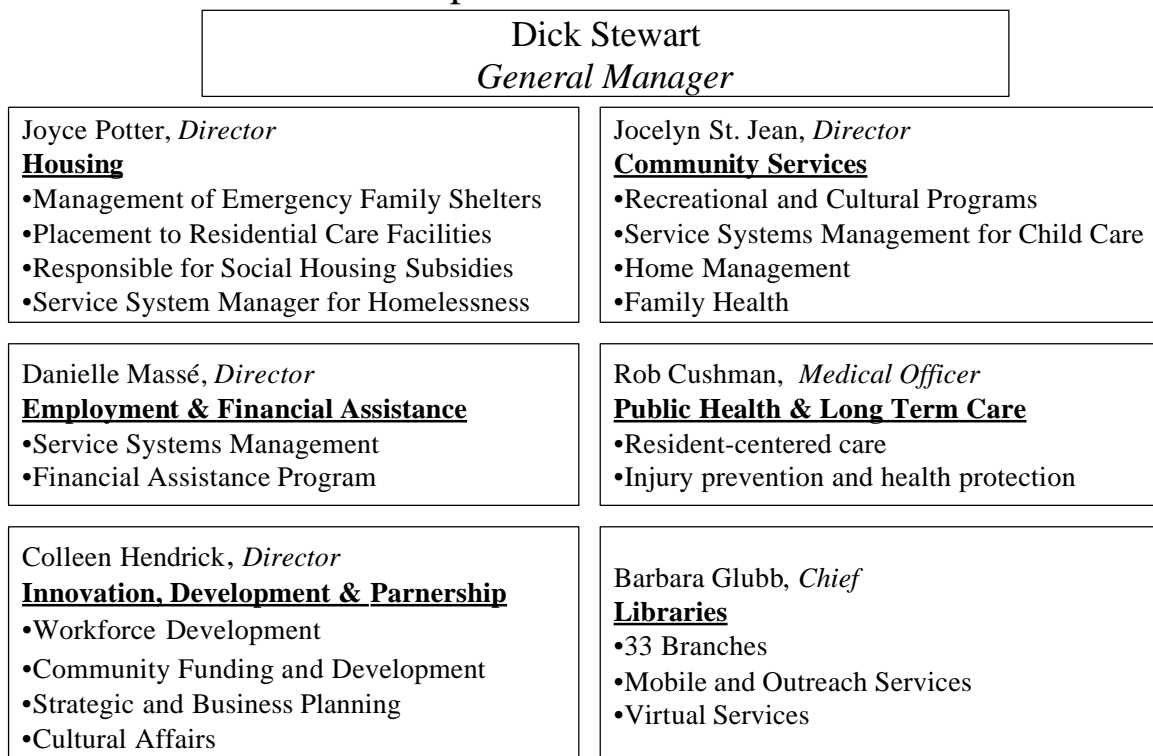 Dick Stewart
General Manager
Joyce Potter, Director
Housing
•Management of Emergency Family Shelters
•Placement to Residential Care Facilities
•Responsible for Social Housing Subsidies
•Service System Manager for Homelessness
Jocelyn St. Jean, Director
Community Services
•Recreational and Cultural Programs
•Service Systems Management for Child Care
•Home Management
•Family Health
Danielle Massé, Director
Employment & Financial Assistance
•Service Systems Management
•Financial Assistance Program
Rob Cushman, Medical Officer
Public Health & Long Term Care
•Resident-centered care
•Injury prevention and health protection
Colleen Hendrick, Director
Innovation, Development & Parnership
•Workforce Development
•Community Funding and Development
•Strategic and Business Planning
•Cultural Affairs
Barbara Glubb, Chief
Libraries
•33 Branches
•Mobile and Outreach Services
•Virtual Services